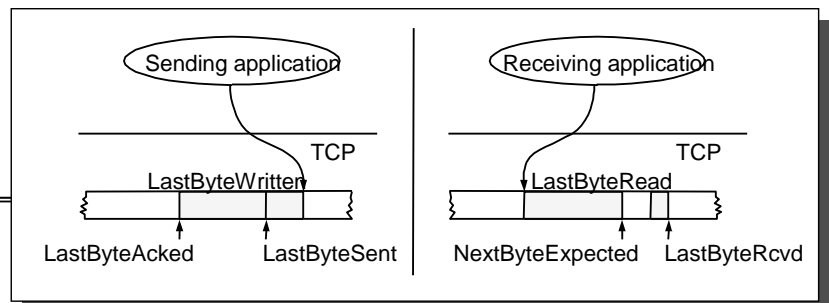 Sending application
Receiving application
TCP
TCP
LastByteWritten
LastByteRead
LastByteAcked
LastByteSent
NextByteExpected
LastByteRcvd